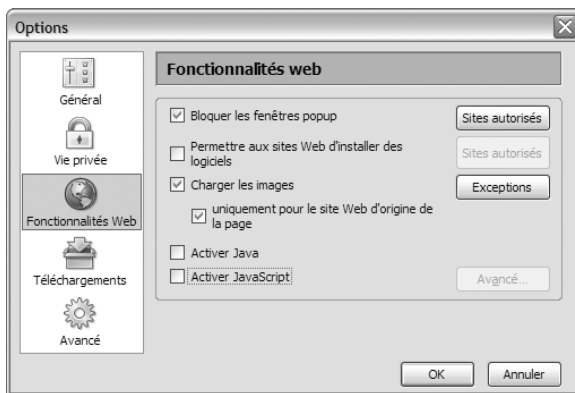 Options
Général
Vie privée
Fonctionnalités Web
Téléchargements
Avancé
Fonctionnalités web
Bloquer les fenêtres popup
Sites autorisés
Permettre aux sites Web d'installer des
logiciels
Sites autorisés
Charger les images
Exceptions
uniquement pour le site Web d'origine de
la page
Activer Java
Activer JavaScript
Avancé...
OK
Annuler